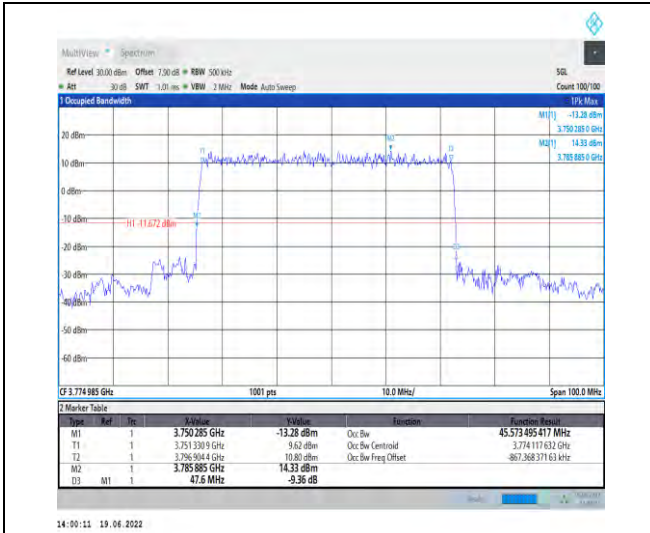 MultiView Spectrum
Ref Level 30.00 dBm Offset 7.50 dB RBW 500 kHz SGL
Att 30 dB SWT 1.01 ms VBW 2 MHz Mode Auto Sweep Count 100/100
1 Occupied Bandwidth 1Pk Max
M1[1] -13.28 dBm
3.750 285 0 GHz
M2[1] 14.33 dBm
3.785 885 0 GHz
20 dBm
10 dBm
0 dBm
-10 dBm
H1 -11.672 dBm
-20 dBm
-30 dBm
-40 dBm
-50 dBm
-60 dBm
T1
M2
T2
M1
CF 3.774 985 GHz 1001 pts 10.0 MHz/ Span 100.0 MHz
2 Marker Table
Type Ref Trc X-Value Y-Value Function Function Result
M1 1 3.750 285 GHz -13.28 dBm Occ Bw 45.573 495 417 MHz
T1 1 3.751 330 9 GHz 9.62 dBm Occ Bw Centroid 3.774 117 632 GHz
T2 1 3.796 904 4 GHz 10.80 dBm Occ Bw Freq Offset -867.368 371 63 kHz
M2 1 3.785 885 GHz 14.33 dBm
D3 M1 1 47.6 MHz -9.36 dB
14:00:11 19.06.2022